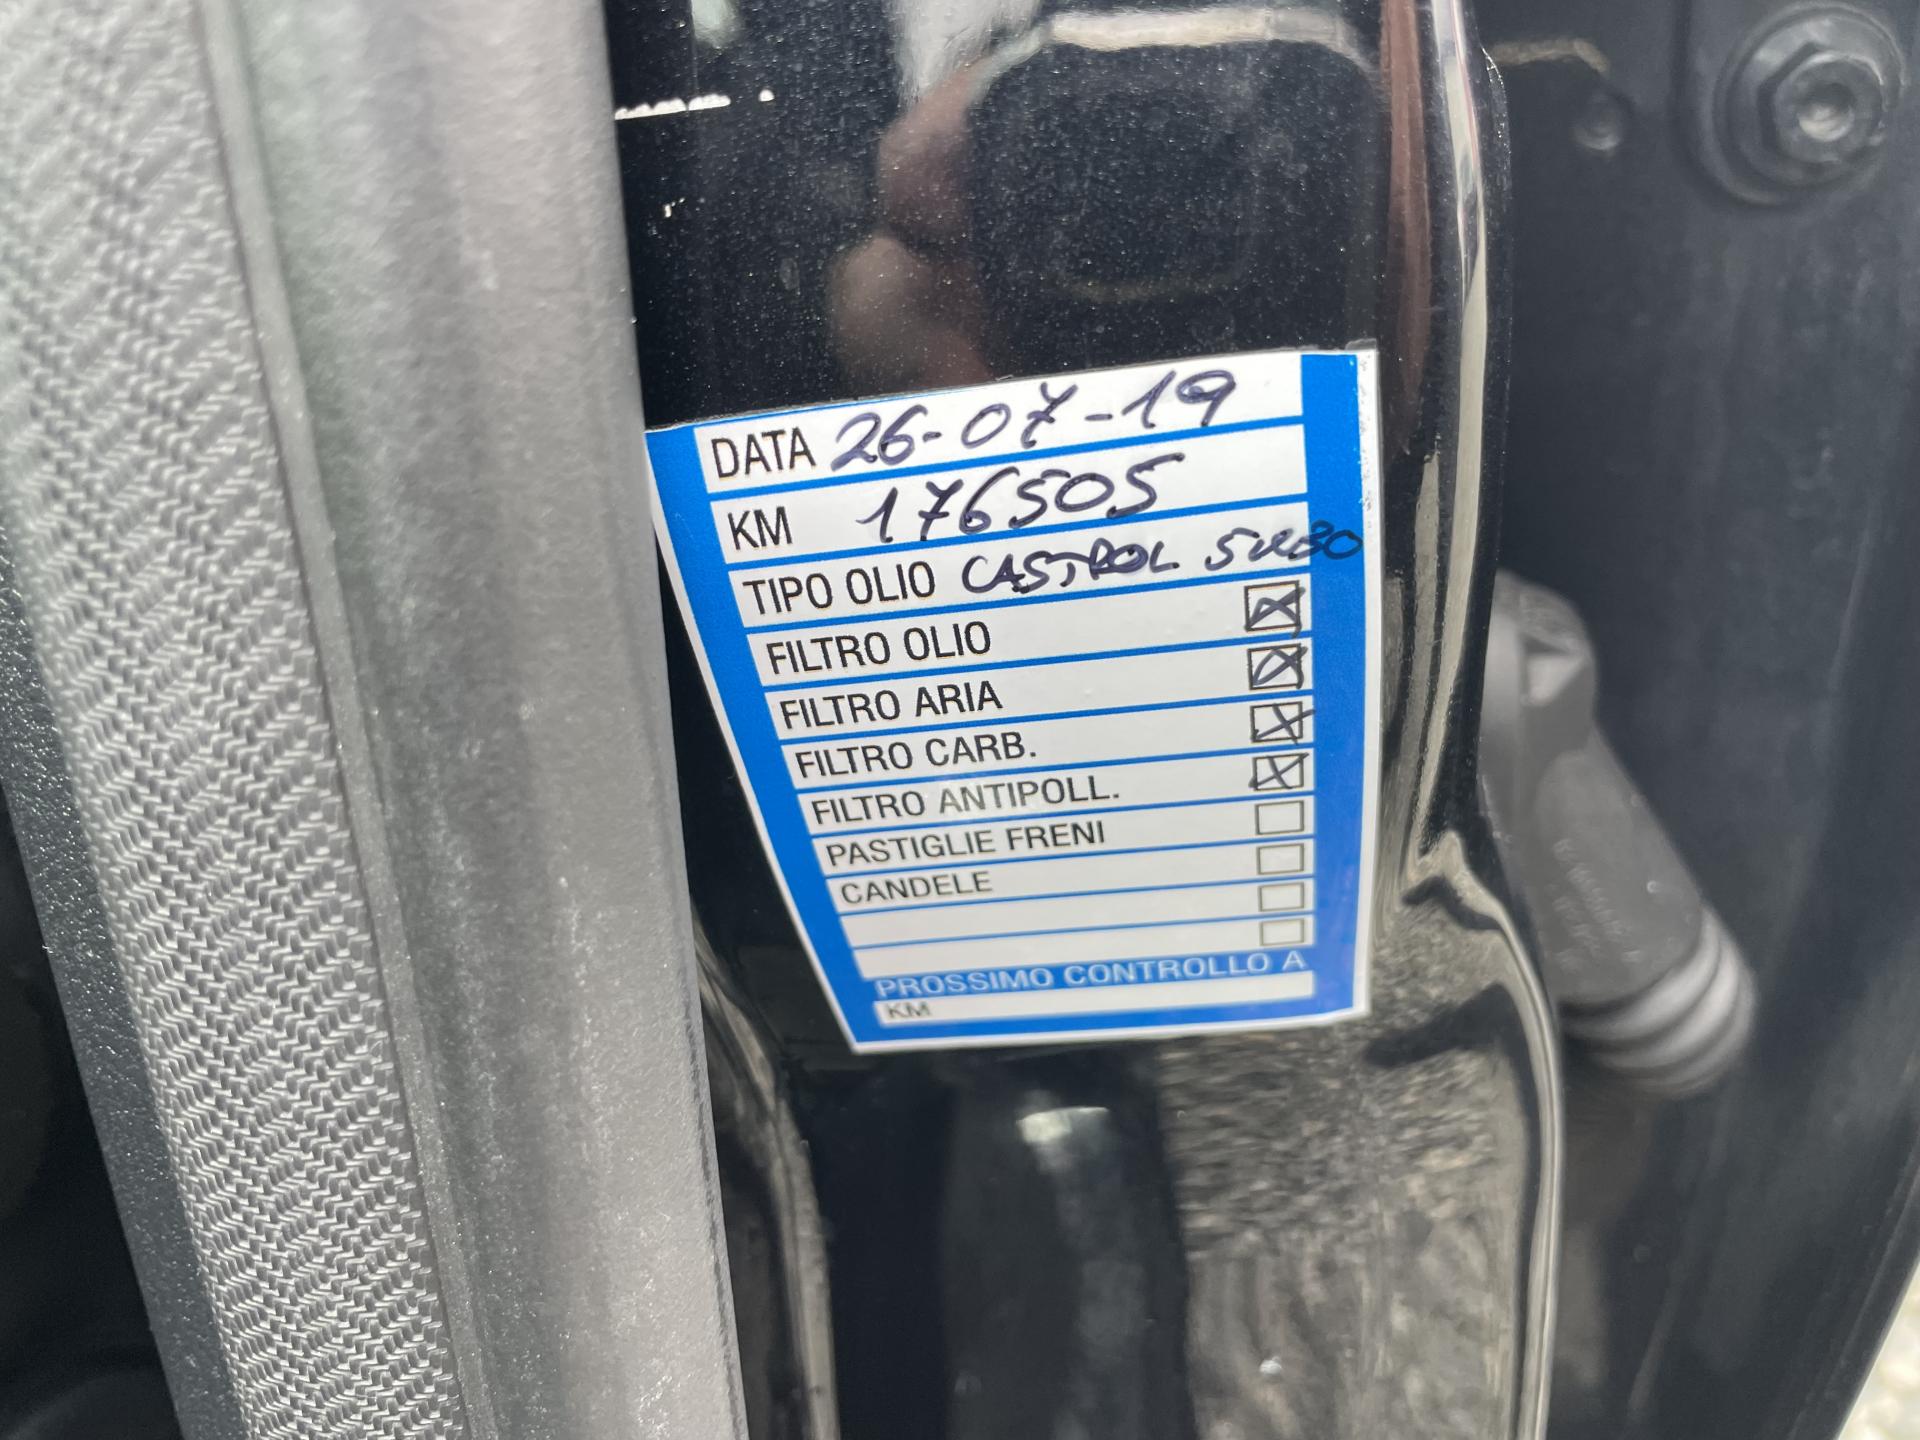 DATA 26-07-19
KM 176505
TIPO OLIO CASTROL 5W30
FILTRO OLIO
FILTRO ARIA
FILTRO CARB.
FILTRO ANTIPOLL.
PASTIGLIE FRENI
CANDELE
PROSSIMO CONTROLLO A
KM